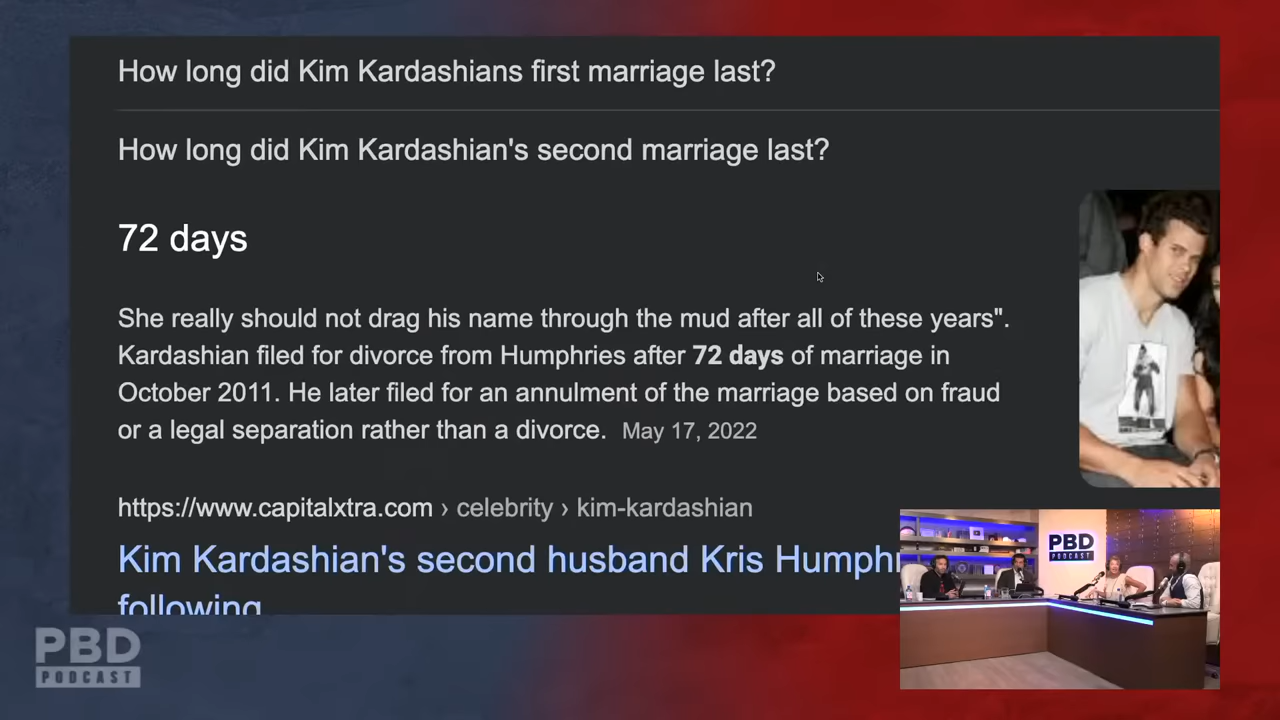 How long did Kim Kardashians first marriage last?
How long did Kim Kardashian's second marriage last?
72 days
She really should not drag his name through the mud after all of these years".
Kardashian filed for divorce from Humphries after 72 days of marriage in
October 2011. He later filed for an annulment of the marriage based on fraud
or a legal separation rather than a divorce. May 17, 2022
https://www.capitalxtra.com › celebrity › kim-kardashian
Kim Kardashian's second husband Kris Humphr
following
PBD
PODCAST
PBD
PODCAST